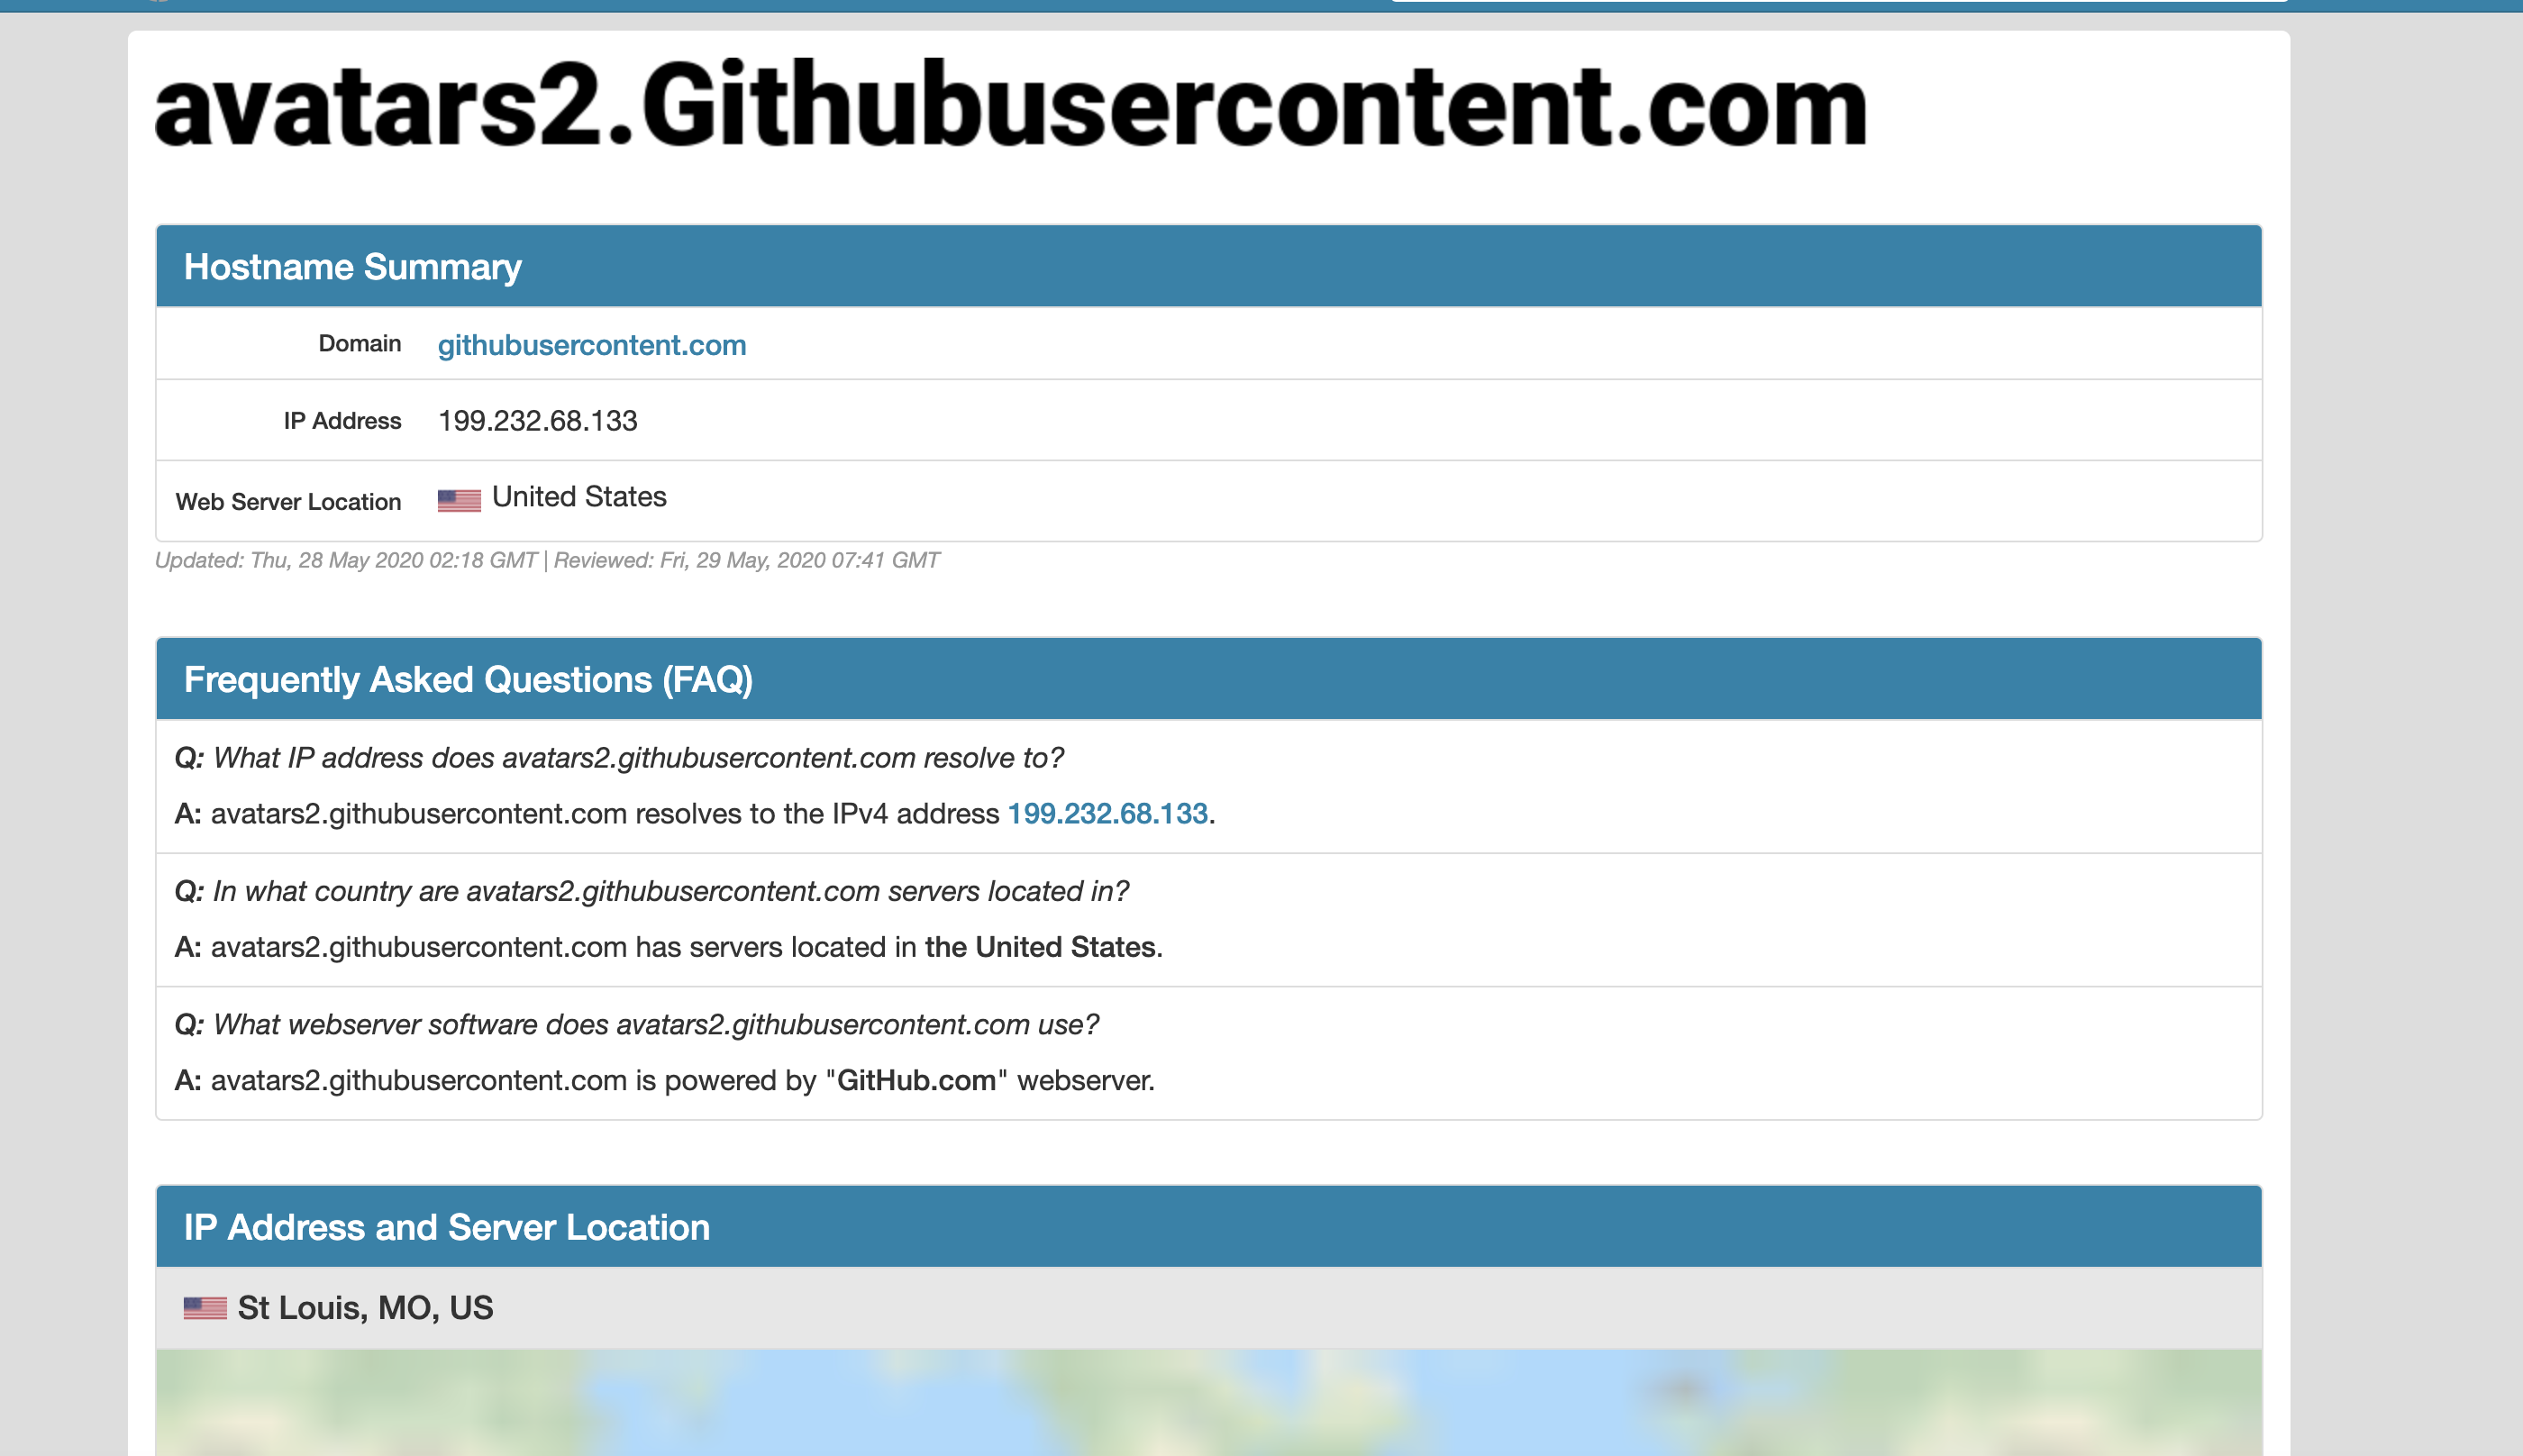 avatars2.Githubusercontent.com
Hostname Summary
Domain githubusercontent.com
IP Address 199.232.68.133
Web Server Location United States
Updated: Thu, 28 May 2020 02:18 GMT | Reviewed: Fri, 29 May, 2020 07:41 GMT
Frequently Asked Questions (FAQ)
Q: What IP address does avatars2.githubusercontent.com resolve to?
A: avatars2.githubusercontent.com resolves to the IPv4 address 199.232.68.133.
Q: In what country are avatars2.githubusercontent.com servers located in?
A: avatars2.githubusercontent.com has servers located in the United States.
Q: What webserver software does avatars2.githubusercontent.com use?
A: avatars2.githubusercontent.com is powered by "GitHub.com" webserver.
IP Address and Server Location
St Louis, MO, US